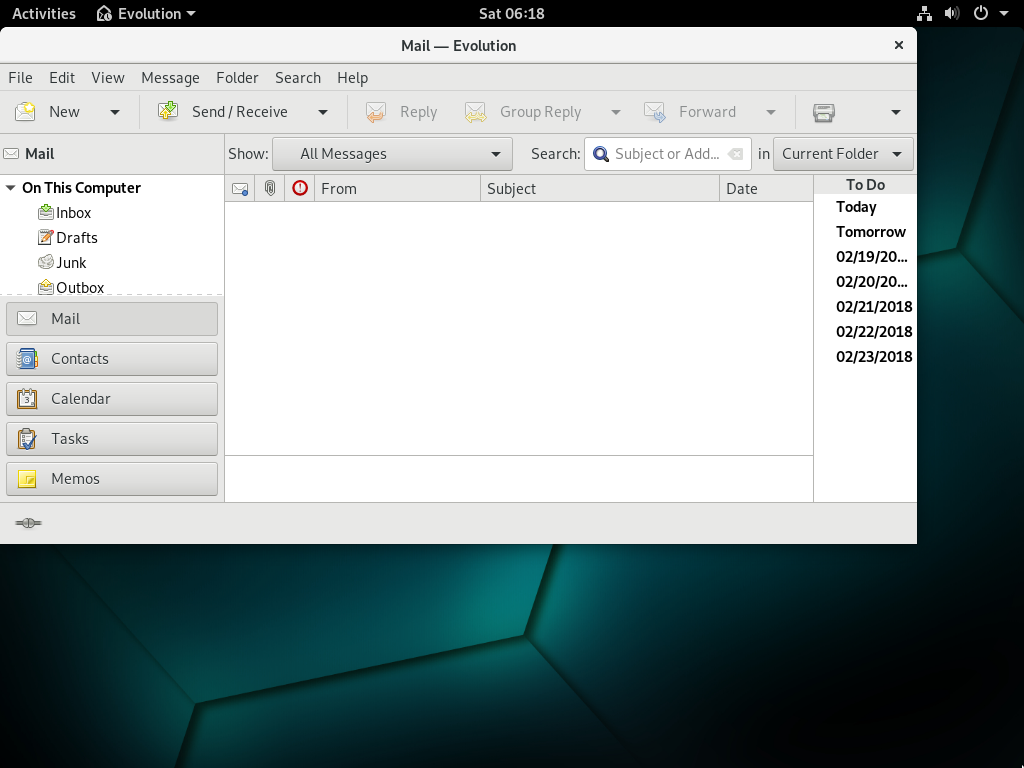 Activities Evolution Sat 06:18
Mail — Evolution
File Edit View Message Folder Search Help
New Send / Receive Reply Group Reply Forward
Mail Show: All Messages Search: Subject or Add... in Current Folder
On This Computer From Subject Date To Do
Inbox
Drafts
Junk
Outbox
Mail
Contacts
3 Calendar
Tasks
Memos
Today
Tomorrow
02/19/20...
02/20/20...
02/21/2018
02/22/2018
02/23/2018